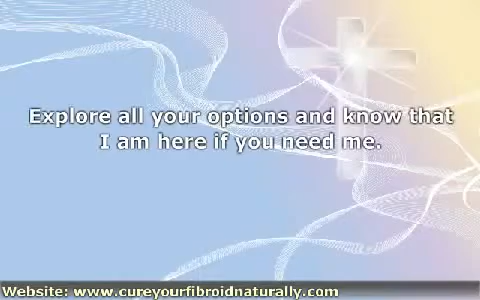 Explore all your options and know that
I am here if you need me.
Website: www.cureyourfibroidnaturally.com